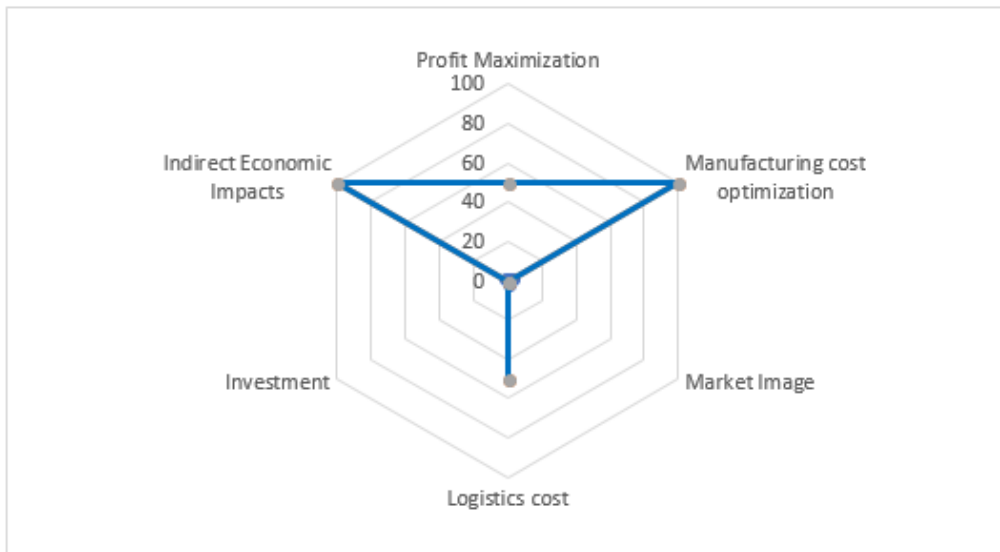 Profit Maximization
100
80
60
40
20
0
Indirect Economic
Impacts
Manufacturing cost
optimization
Investment
Market Image
Logistics cost